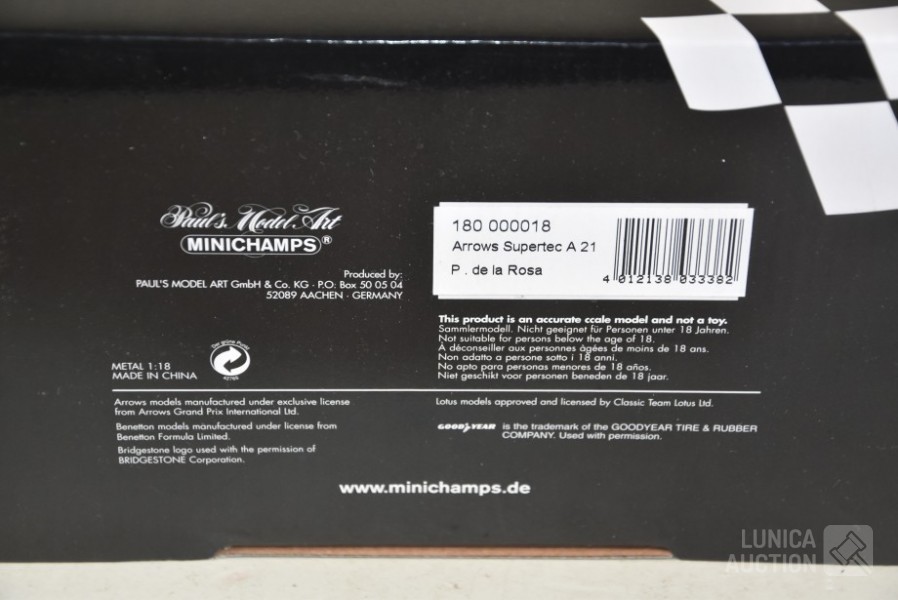 Paul's Model Art
MINICHAMPS®
Produced by:
PAUL'S MODEL ART GmbH & Co. KG · P.O. Box 50 05 04
52089 AACHEN · GERMANY
180 000018
Arrows Supertec A 21
P. de la Rosa
4 012138 033382
This product is an accurate ccale model and not a toy.
Sammlermodell. Nicht geeignet für Personen unter 18 Jahren.
Not suitable for persons below the age of 18.
À déconseiller aux personnes âgées de moins de 18 ans.
Non adatto a persone sotto i 18 anni.
No apto para personas menores de 18 años.
Niet geschikt voor personen beneden de 18 jaar.
Der Grüne Punkt
METAL 1:18
MADE IN CHINA
Arrows models manufactured under exclusive license
from Arrows Grand Prix International Ltd.
Benetton models manufactured under license from
Benetton Formula Limited.
Bridgestone logo used with the permission of
BRIDGESTONE Corporation.
Lotus models approved and licensed by Classic Team Lotus Ltd.
GOODYEAR is the trademark of the GOODYEAR TIRE & RUBBER
COMPANY. Used with permission.
www.minichamps.de
LUNICA
AUCTION